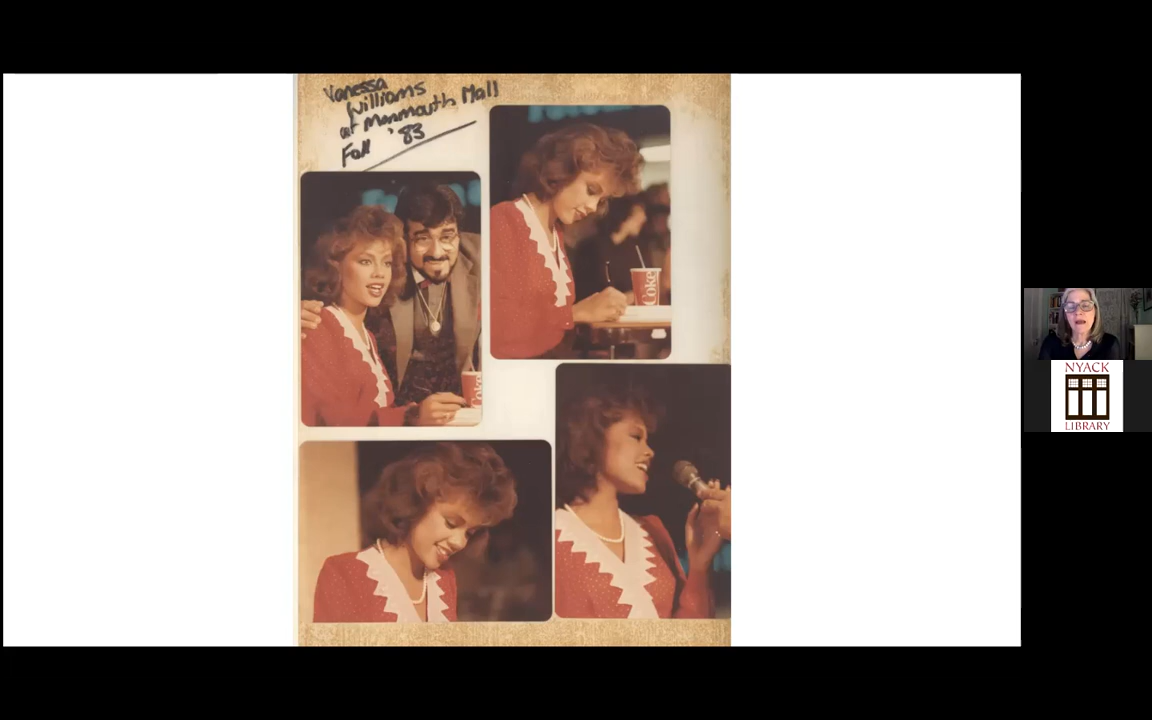 Vanessa
Williams
at Monmouth Mall
Fall '83
Coke
Coke
NYACK
LIBRARY